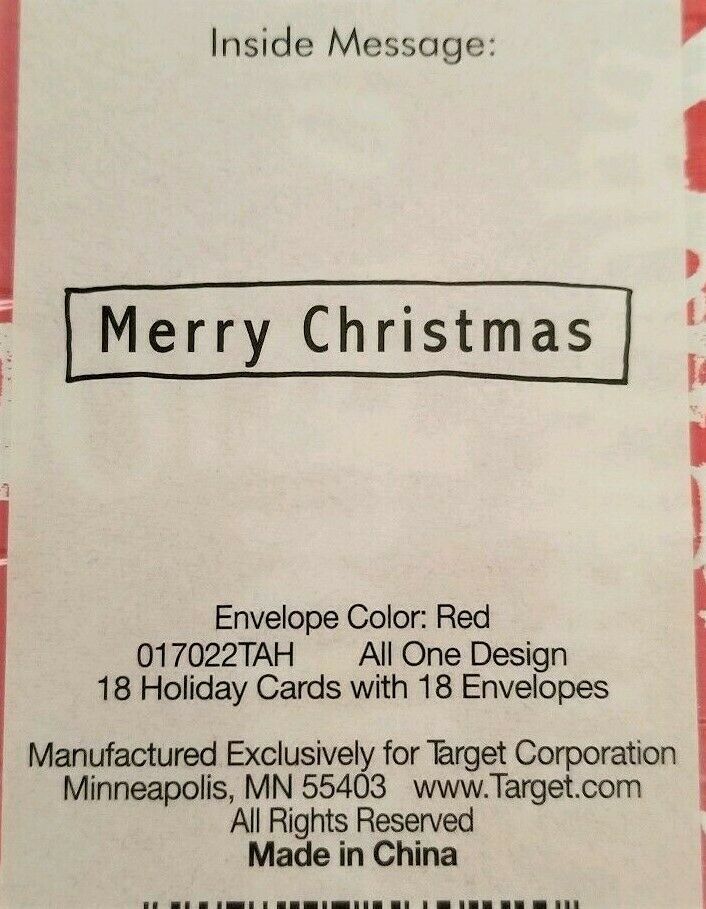 Inside Message:
Merry Christmas
Envelope Color: Red
017022TAH All One Design
18 Holiday Cards with 18 Envelopes
Manufactured Exclusively for Target Corporation
Minneapolis, MN 55403 www.Target.com
All Rights Reserved
Made in China